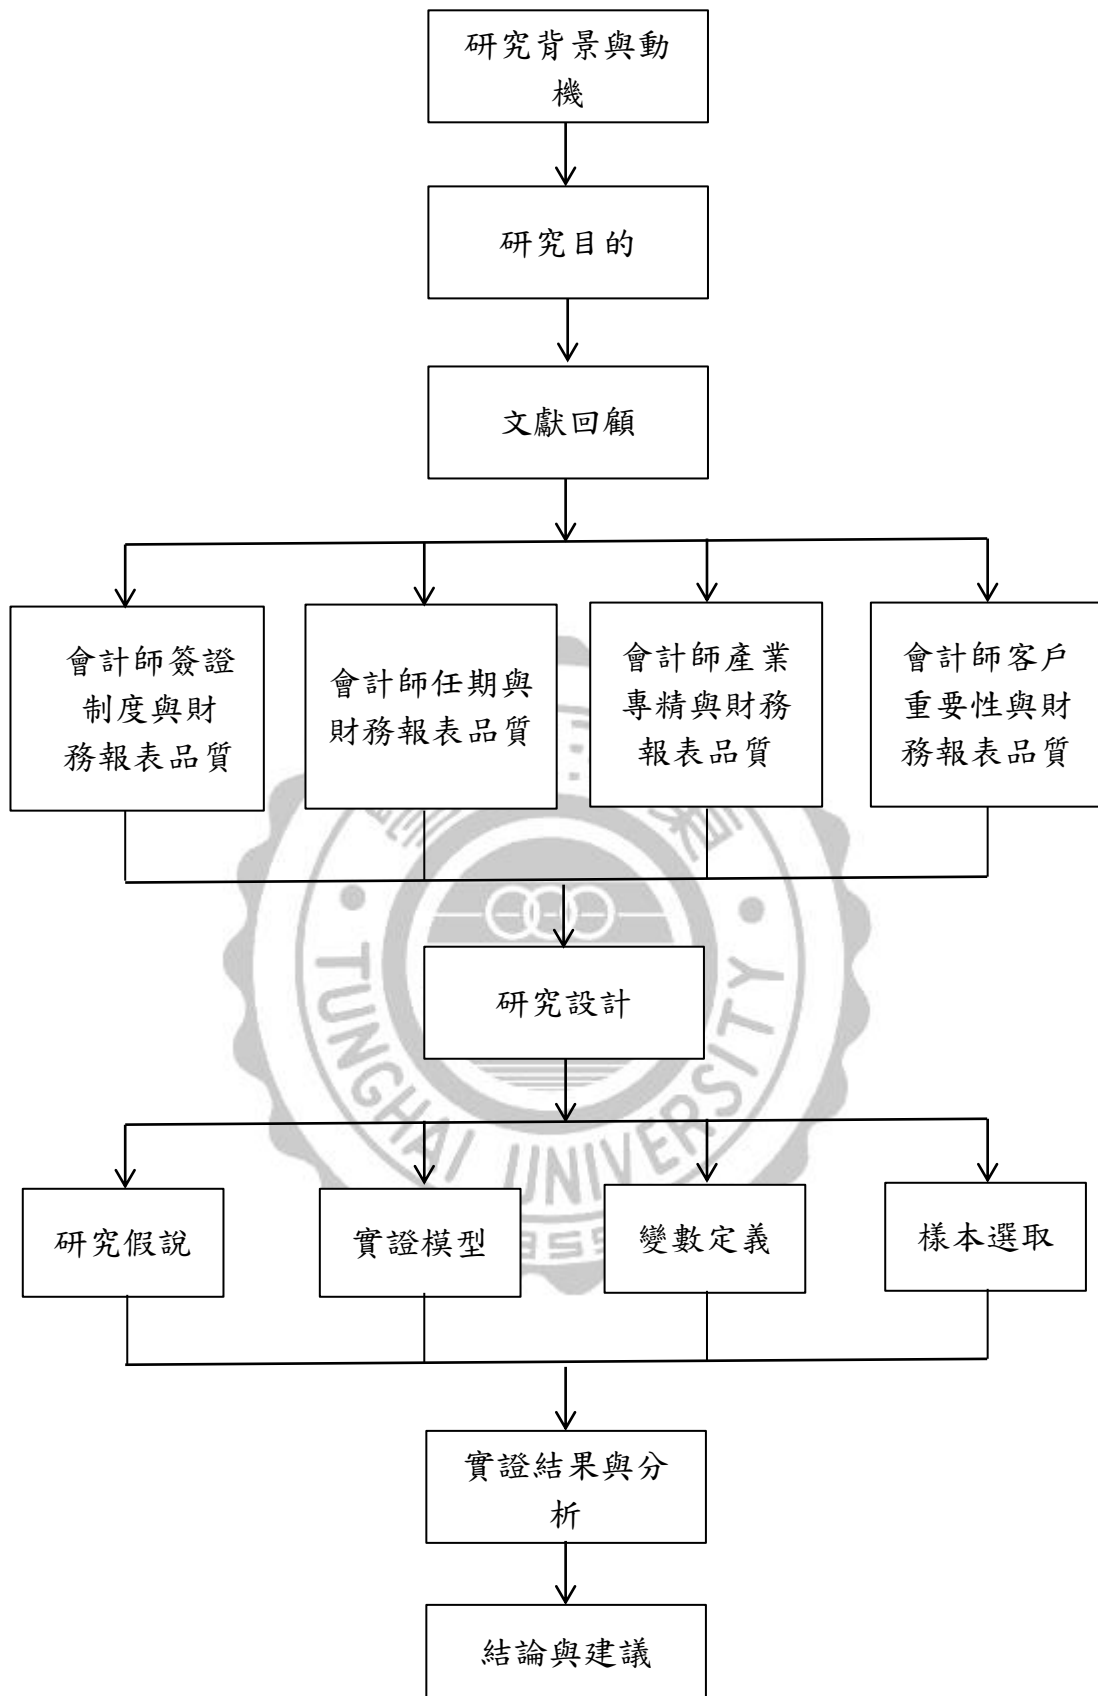 研究背景與動
機
研究目的
文獻回顧
會計師簽證
制度與財
務報表品質
會計師任期與
財務報表品質
會計師產業
專精與財務
報表品質
會計師客戶
重要性與財
務報表品質
研究設計
TUNGHAI UNIVERSITY
研究假說
實證模型
變數定義
樣本選取
實證結果與分
析
結論與建議